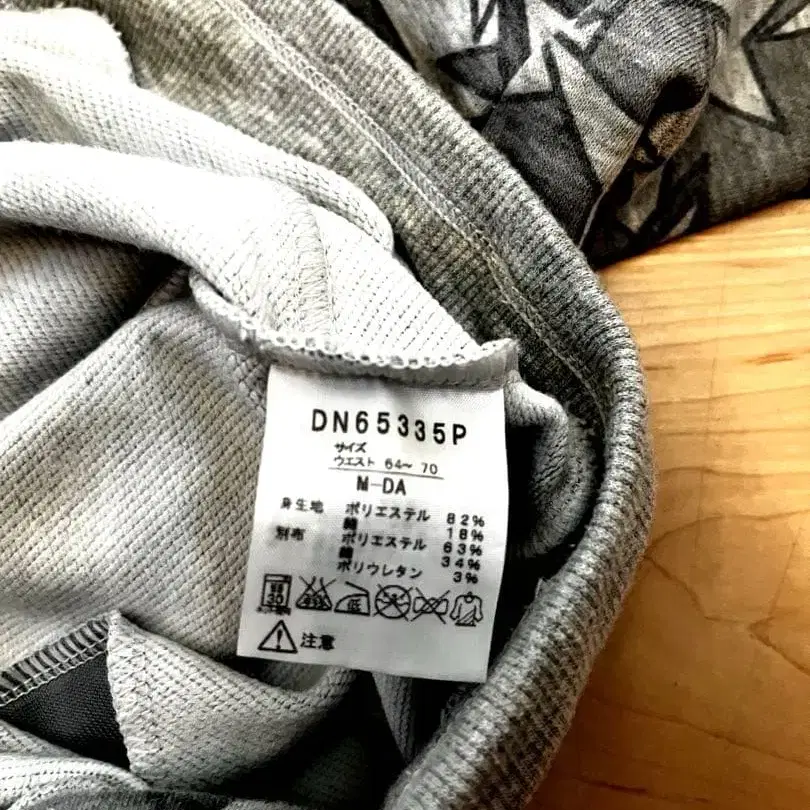 DN65335P
サイズ
ウエスト 64~ 70
M-DA
身生地 ポリエステル 82%
綿 18%
別布 ポリエステル 63%
綿 34%
ポリウレタン 3%
注意